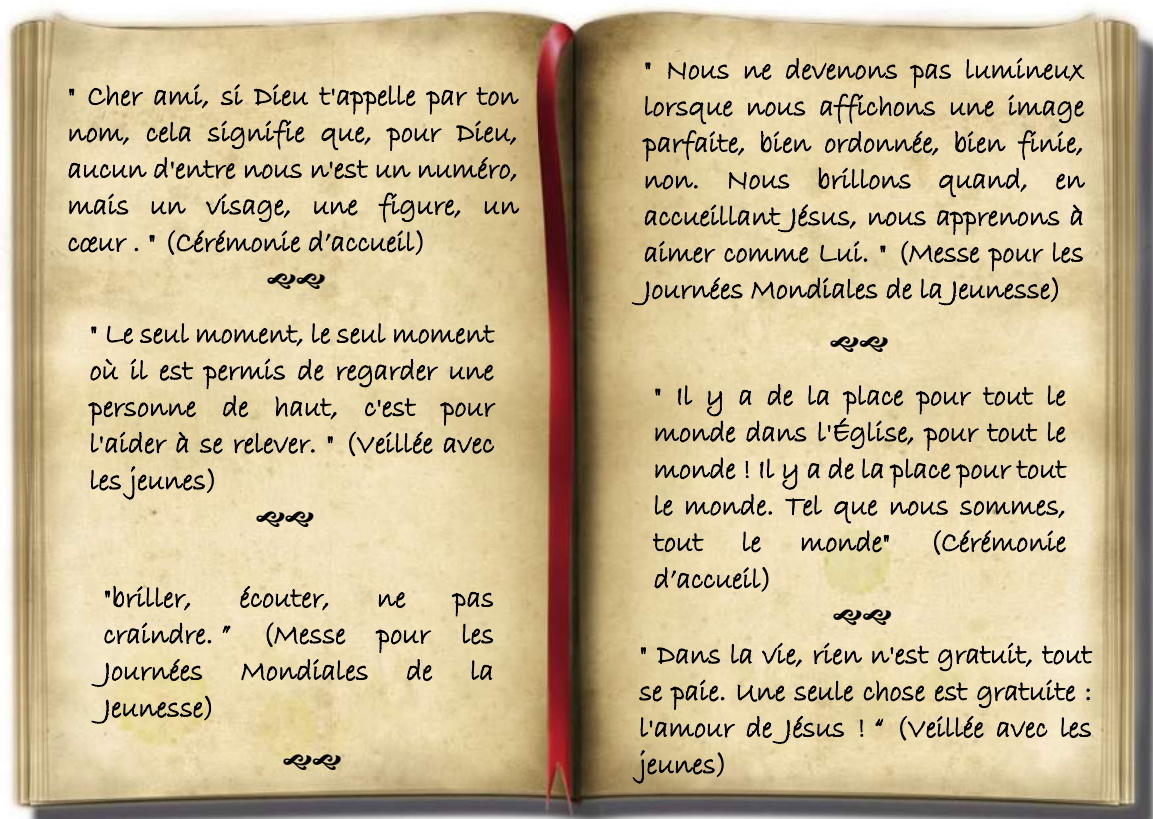 " Cher ami, si Dieu t'appelle par ton
nom, cela signifie que, pour Dieu,
aucun d'entre nous n'est un numéro,
mais un visage, une figure, un
cœur . " (Cérémonie d’accueil)
" Le seul moment, le seul moment
où il est permis de regarder une
personne de haut, c'est pour
l'aider à se relever. " (Veillée avec
les jeunes)
"briller, écouter, ne pas
craindre. ” (Messe pour les
Journées Mondiales de la
Jeunesse)
" Nous ne devenons pas lumineux
lorsque nous affichons une image
parfaite, bien ordonnée, bien finie,
non. Nous brillons quand, en
accueillant Jésus, nous apprenons à
aimer comme Lui. " (Messe pour les
Journées Mondiales de la Jeunesse)
" Il y a de la place pour tout le
monde dans l'Église, pour tout le
monde ! Il y a de la place pour tout
le monde. Tel que nous sommes,
tout le monde" (Cérémonie
d’accueil)
" Dans la vie, rien n'est gratuit, tout
se paie. Une seule chose est gratuite :
l'amour de Jésus ! “ (Veillée avec les
jeunes)